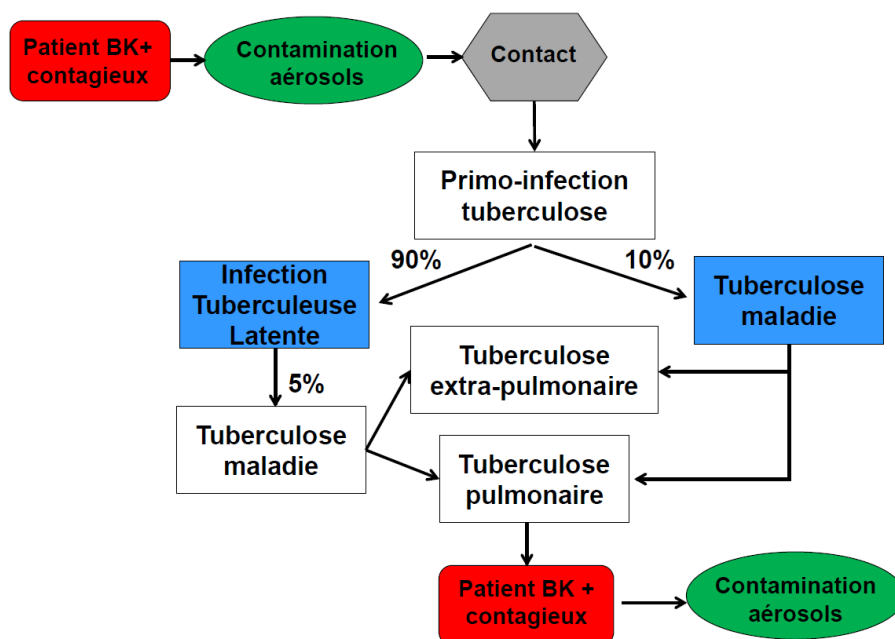 Patient BK+
contagieux
Contamination
aérosols
Contact
Primo-infection
tuberculose
90%
10%
Infection
Tuberculeuse
Latente
Tuberculose
maladie
Tuberculose
extra-pulmonaire
5%
Tuberculose
maladie
Tuberculose
pulmonaire
Patient BK +
contagieux
Contamination
aérosols